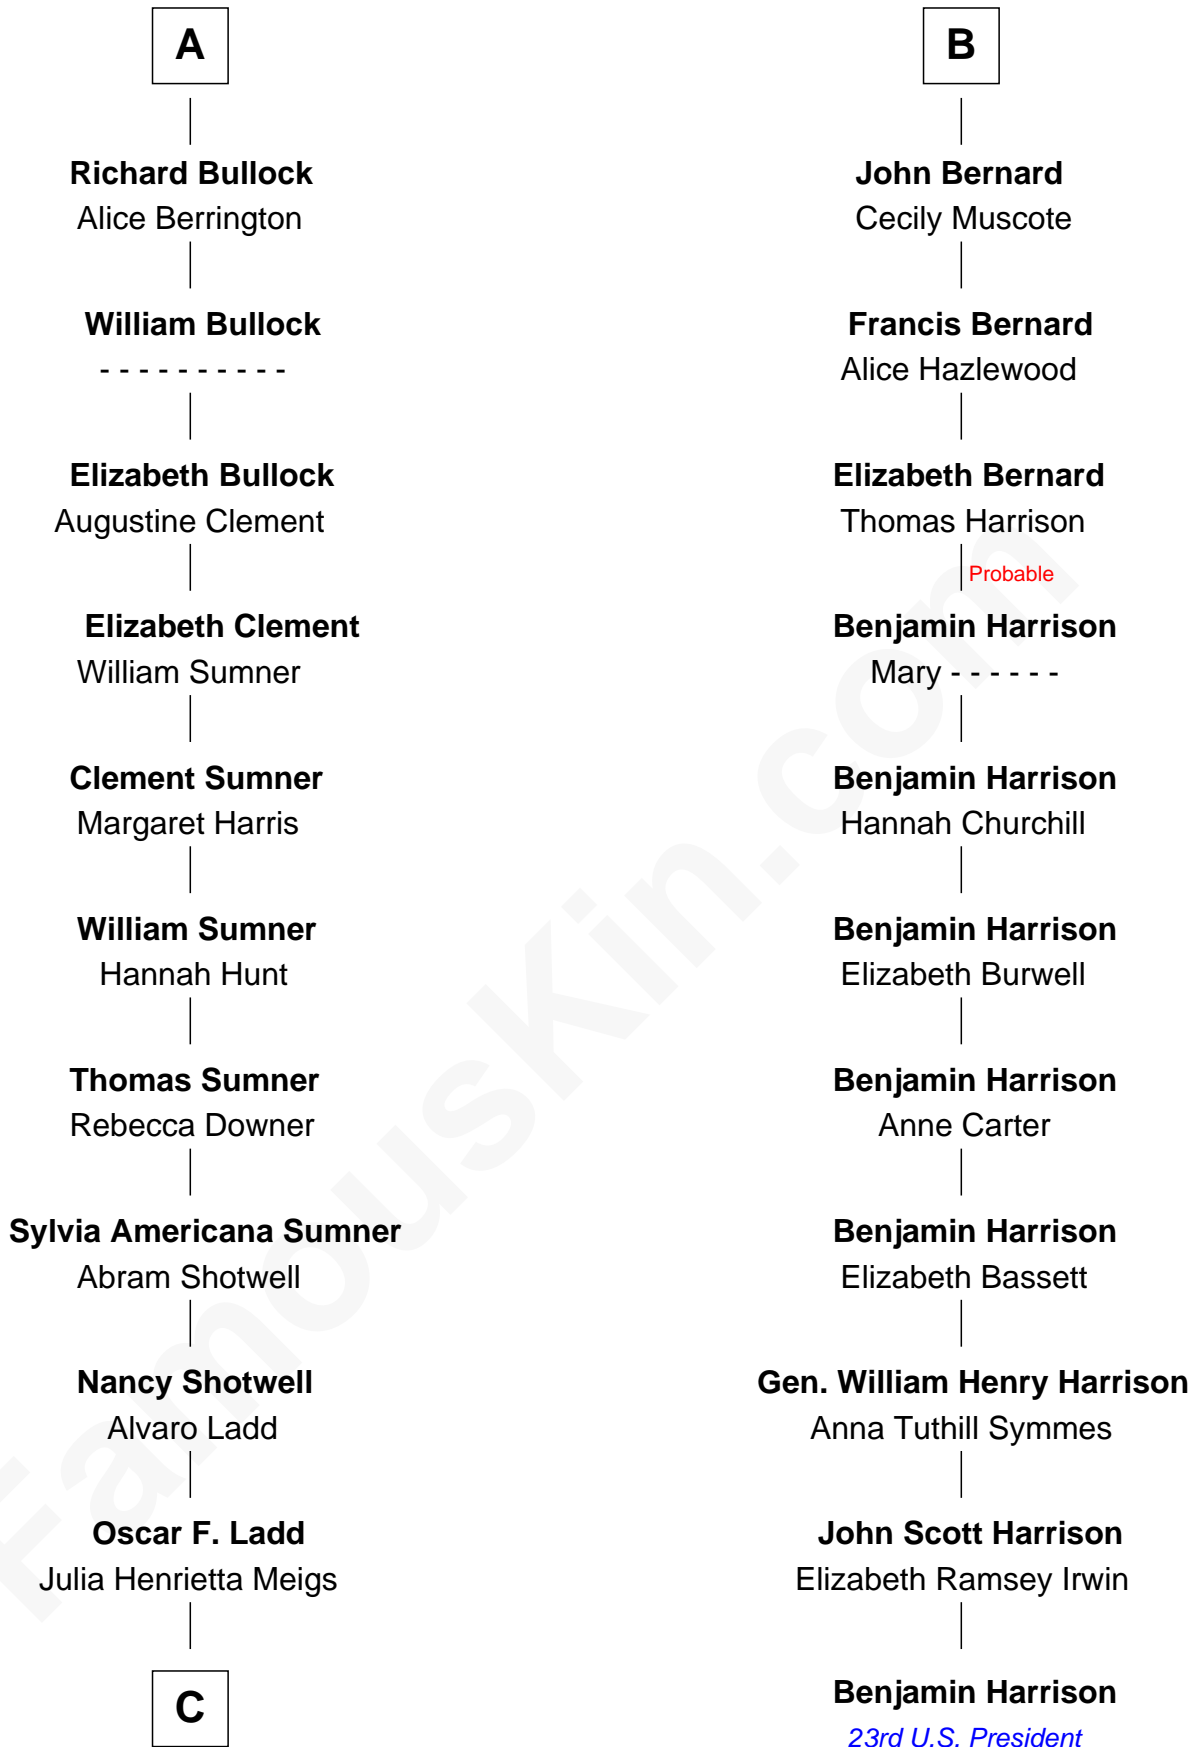 A
Richard Bullock
Alice Berrington
William Bullock
- - - - - - - - - -
Elizabeth Bullock
Augustine Clement
Elizabeth Clement
William Sumner
Clement Sumner
Margaret Harris
William Sumner
Hannah Hunt
Thomas Sumner
Rebecca Downer
Sylvia Americana Sumner
Abram Shotwell
Nancy Shotwell
Alvaro Ladd
Oscar F. Ladd
Julia Henrietta Meigs
C
B
John Bernard
Cecily Muscote
Francis Bernard
Alice Hazlewood
Elizabeth Bernard
Thomas Harrison
Probable
Benjamin Harrison
Mary - - - - - -
Benjamin Harrison
Hannah Churchill
Benjamin Harrison
Elizabeth Burwell
Benjamin Harrison
Anne Carter
Benjamin Harrison
Elizabeth Bassett
Gen. William Henry Harrison
Anna Tuthill Symmes
John Scott Harrison
Elizabeth Ramsey Irwin
Benjamin Harrison
23rd U.S. President
FamousKin.com